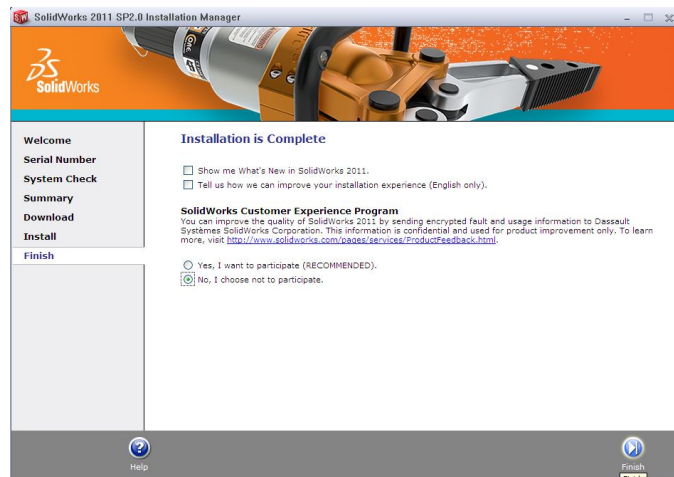 SolidWorks 2011 SP2.0 Installation Manager
SolidWorks
Welcome
Serial Number
System Check
Summary
Download
Install
Finish
Installation is Complete
Show me What's New in SolidWorks 2011.
Tell us how we can improve your installation experience (English only).
SolidWorks Customer Experience Program
You can improve the quality of SolidWorks 2011 by sending encrypted fault and usage information to Dassault
Systèmes SolidWorks Corporation. This information is confidential and used for product improvement only. To learn
more, visit http://www.solidworks.com/pages/services/ProductFeedback.html.
Yes, I want to participate (RECOMMENDED).
No, I choose not to participate.
Help
Finish